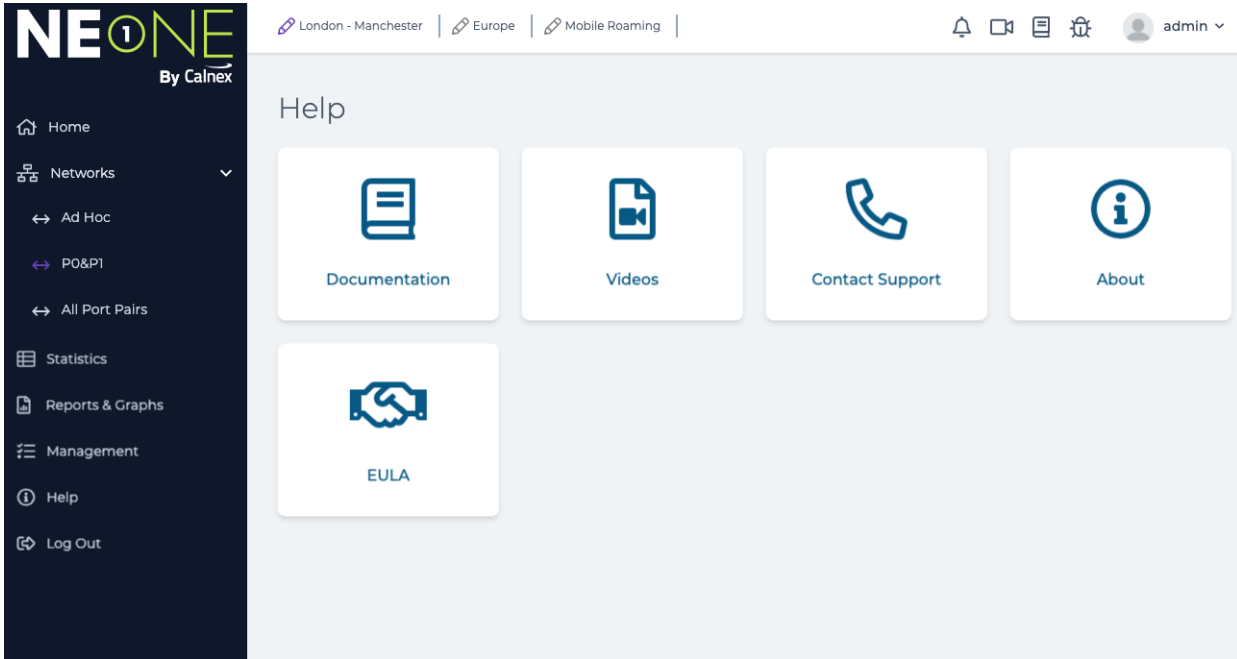 NE1NE
By Calnex
Home
Networks
Ad Hoc
P0&P1
All Port Pairs
Statistics
Reports & Graphs
Management
Help
Log Out
London - Manchester
Europe
Mobile Roaming
admin
Help
Documentation
Videos
Contact Support
About
EULA